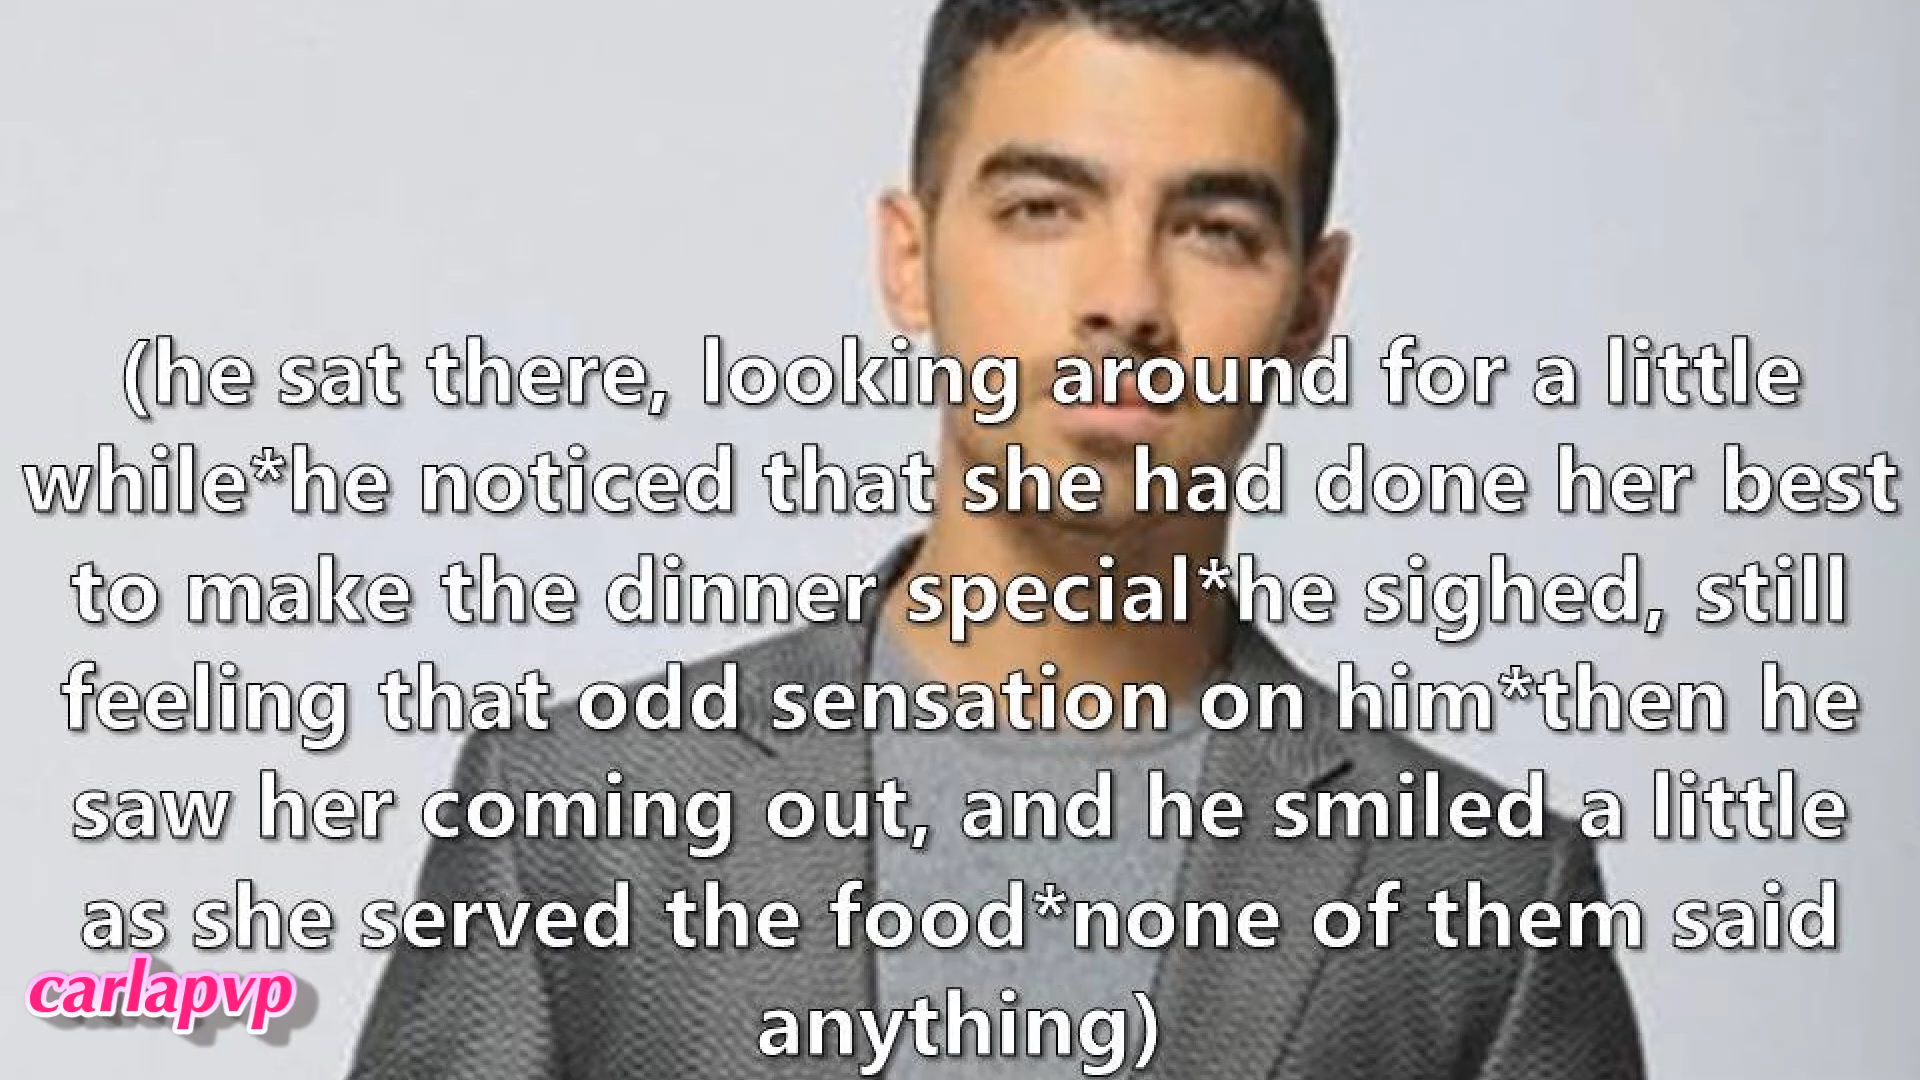 (he sat there, looking around for a little
while*he noticed that she had done her best
to make the dinner special*he sighed, still
feeling that odd sensation on him*then he
saw her coming out, and he smiled a little
as she served the food*none of them said
anything)
carlapvp